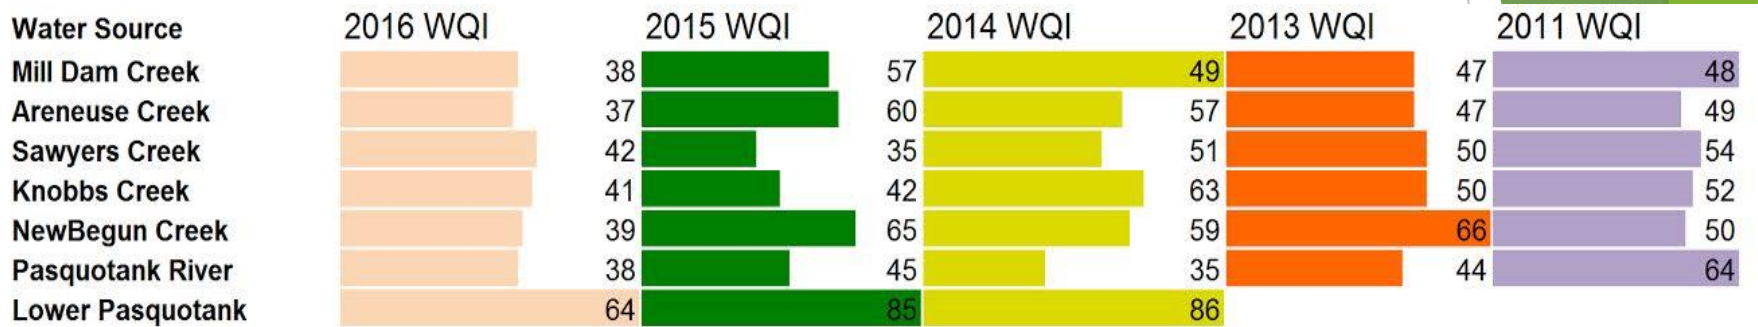 Water Source 2016 WQI 2015 WQI 2014 WQI 2013 WQI 2011 WQI
Mill Dam Creek 38 57 49 47 48
Areneuse Creek 37 60 57 47 49
Sawyers Creek 42 35 51 50 54
Knobbs Creek 41 42 63 50 52
NewBegun Creek 39 65 59 66 50
Pasquotank River 38 45 35 44 64
Lower Pasquotank 64 85 86